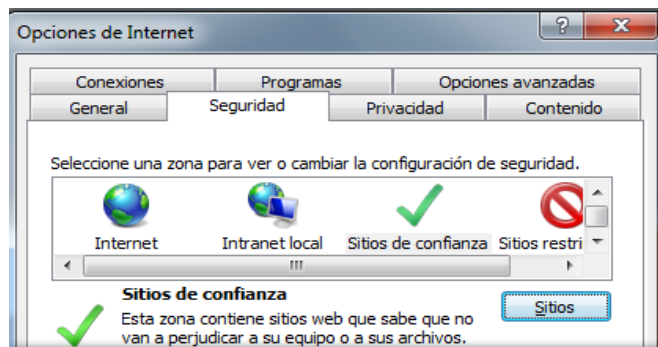 Opciones de Internet
Conexiones Programas Opciones avanzadas
General Seguridad Privacidad Contenido
Seleccione una zona para ver o cambiar la configuración de seguridad.
Internet Intranet local Sitios de confianza Sitios restri
Sitios de confianza
Sitios
Esta zona contiene sitios web que sabe que no
van a perjudicar a su equipo o a sus archivos.